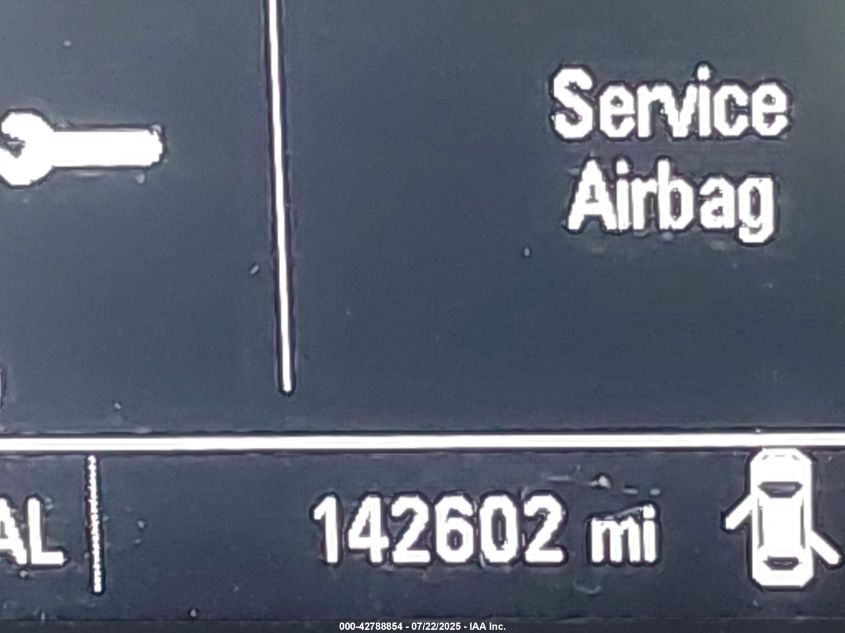 Service
Airbag
AL
142602 mi
000-42788854 - 07/22/2025 - IAA Inc.